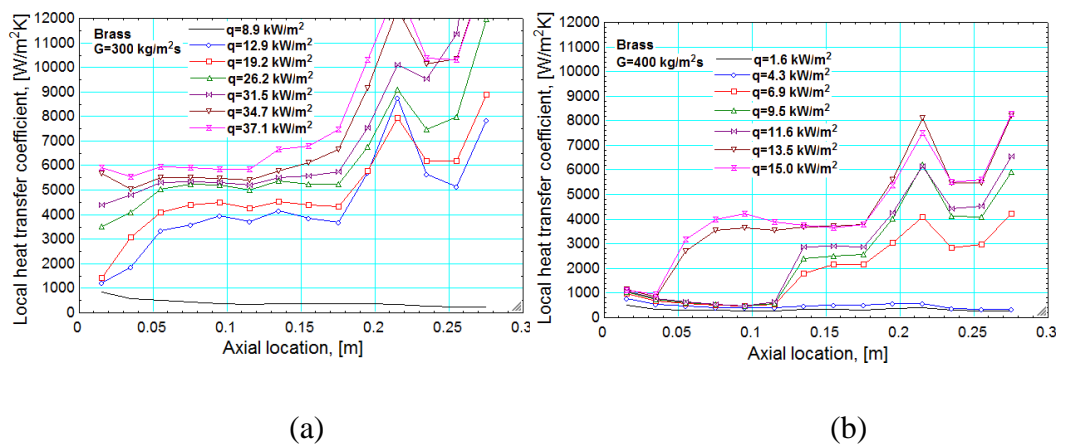 Brass
G=300 kg/m²s
q=8.9 kW/m²
q=12.9 kW/m²
q=19.2 kW/m²
q=26.2 kW/m²
q=31.5 kW/m²
q=34.7 kW/m²
q=37.1 kW/m²
Local heat transfer coefficient, [W/m²K]
12000
11000
10000
9000
8000
7000
6000
5000
4000
3000
2000
1000
0
0 0.05 0.1 0.15 0.2 0.25 0.3
Axial location, [m]
(a)
Brass
G=400 kg/m²s
q=1.6 kW/m²
q=4.3 kW/m²
q=6.9 kW/m²
q=9.5 kW/m²
q=11.6 kW/m²
q=13.5 kW/m²
q=15.0 kW/m²
Local heat transfer coefficient, [W/m²K]
12000
11000
10000
9000
8000
7000
6000
5000
4000
3000
2000
1000
0
0 0.05 0.1 0.15 0.2 0.25 0.3
Axial location, [m]
(b)